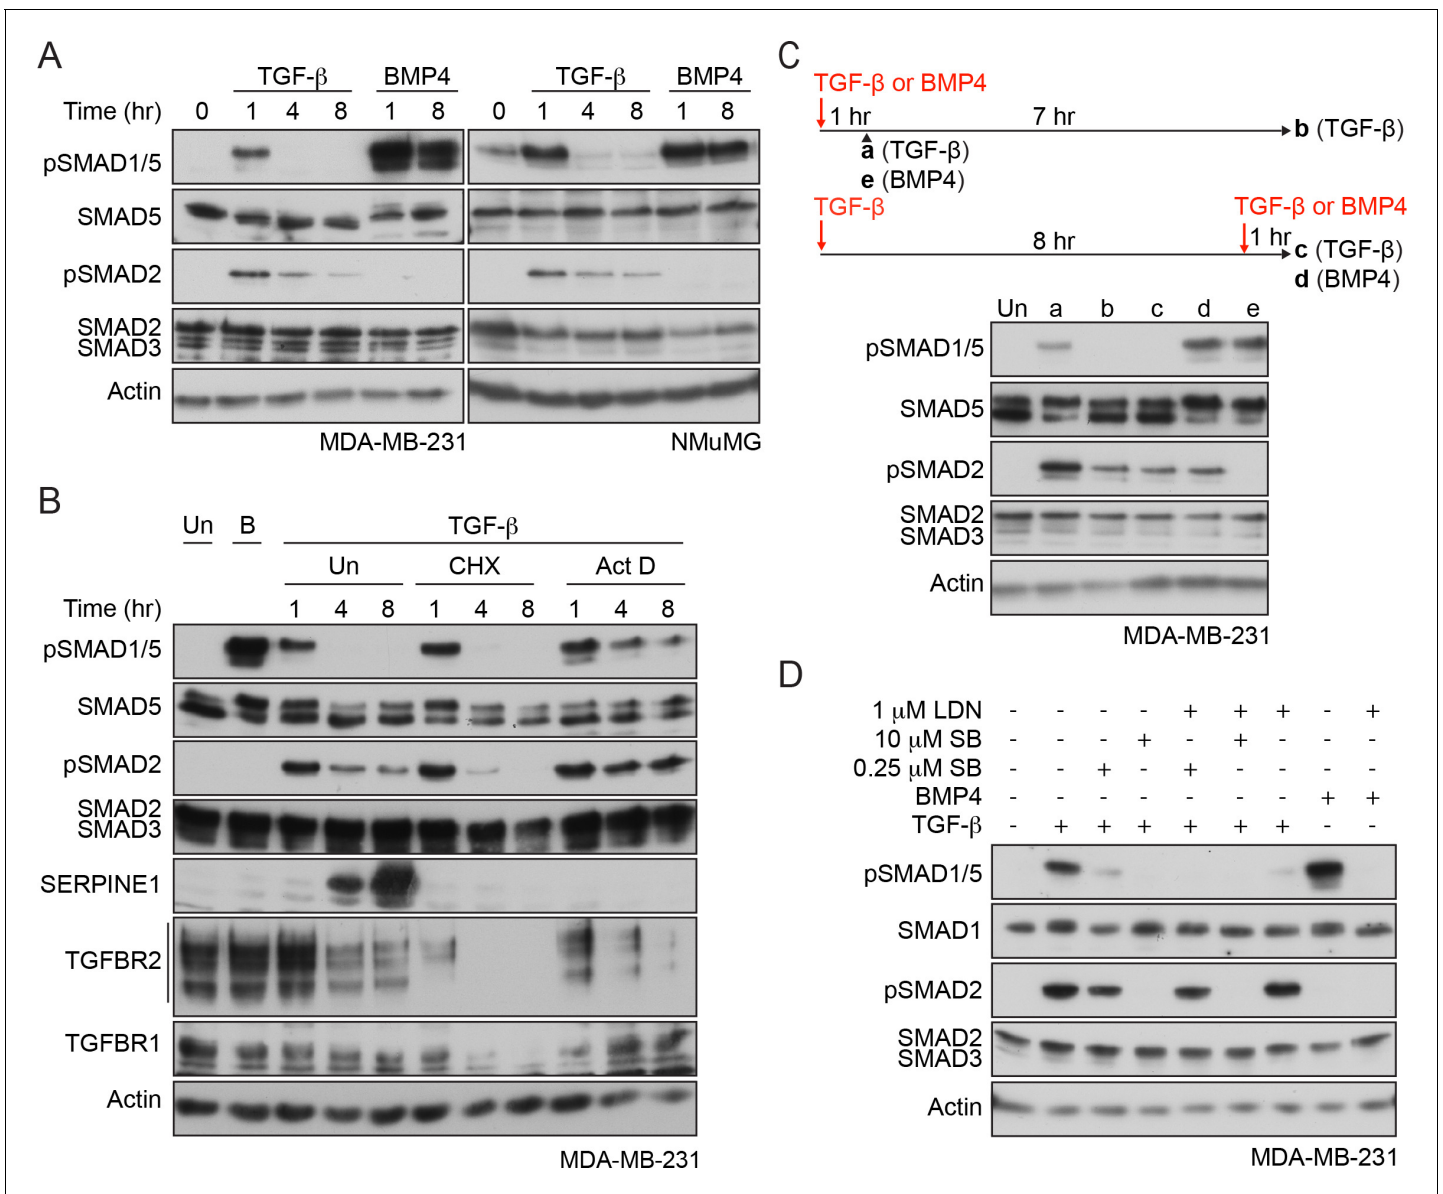 A
TGF-β BMP4 TGF-β BMP4
Time (hr) 0 1 4 8 1 8 0 1 4 8 1 8
pSMAD1/5
SMAD5
pSMAD2
SMAD2
SMAD3
Actin
MDA-MB-231 NMuMG
B
Un B TGF-β
Un CHX Act D
Time (hr) 1 4 8 1 4 8 1 4 8
pSMAD1/5
SMAD5
pSMAD2
SMAD2
SMAD3
SERPINE1
TGFBR2
TGFBR1
Actin
MDA-MB-231
C
TGF-β or BMP4
1 hr 7 hr b (TGF-β)
a (TGF-β)
e (BMP4)
TGF-β TGF-β or BMP4
8 hr 1 hr c (TGF-β)
d (BMP4)
Un a b c d e
pSMAD1/5
SMAD5
pSMAD2
SMAD2
SMAD3
Actin
MDA-MB-231
D
1 μM LDN - - - - + + + - +
10 μM SB - - - + - + - - -
0.25 μM SB - - + - + - - - -
BMP4 - - - - - - - + +
TGF-β - + + + + + + - -
pSMAD1/5
SMAD1
pSMAD2
SMAD2
SMAD3
Actin
MDA-MB-231